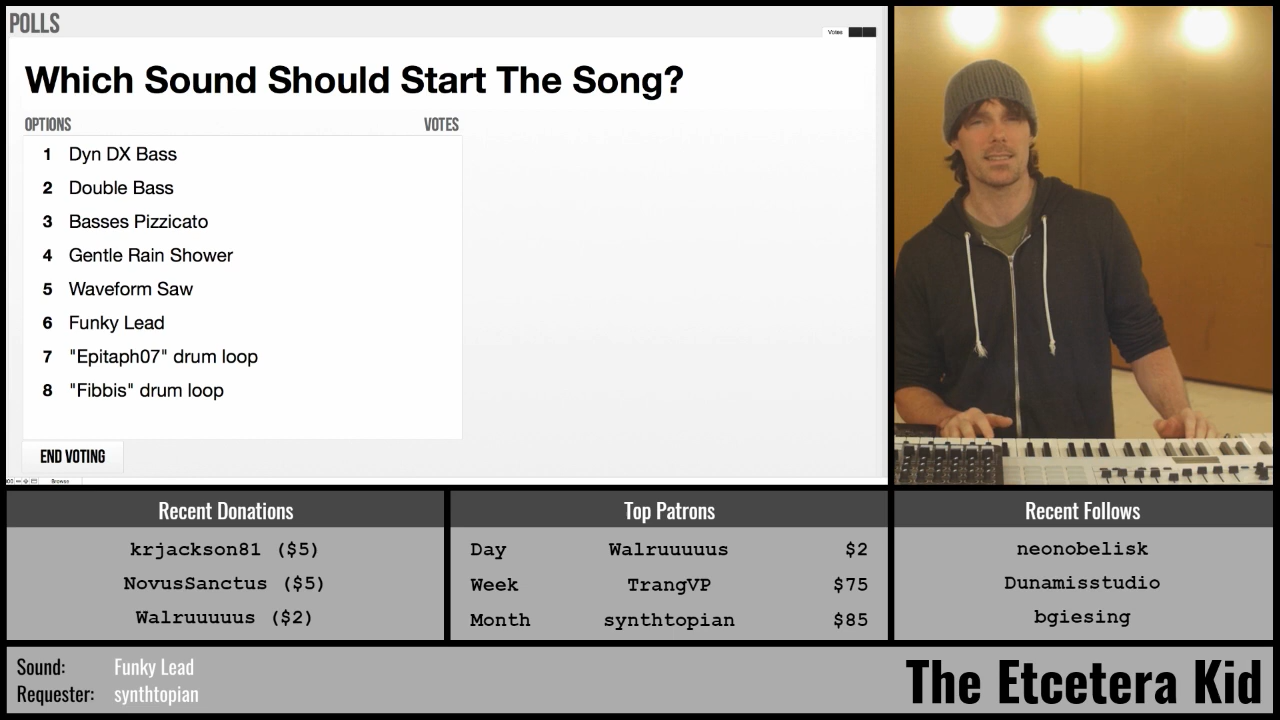 POLLS
Votes
Which Sound Should Start The Song?
OPTIONS VOTES
1 Dyn DX Bass
2 Double Bass
3 Basses Pizzicato
4 Gentle Rain Shower
5 Waveform Saw
6 Funky Lead
7 "Epitaph07" drum loop
8 "Fibbis" drum loop
END VOTING
Browse
Recent Donations
krjackson81 ($5)
NovusSanctus ($5)
Walruuuuus ($2)
Top Patrons
Day Walruuuuus $2
Week TrangVP $75
Month synthtopian $85
Recent Follows
neonobelisk
Dunamisstudio
bgiesing
Sound: Funky Lead
Requester: synthtopian
The Etcetera Kid